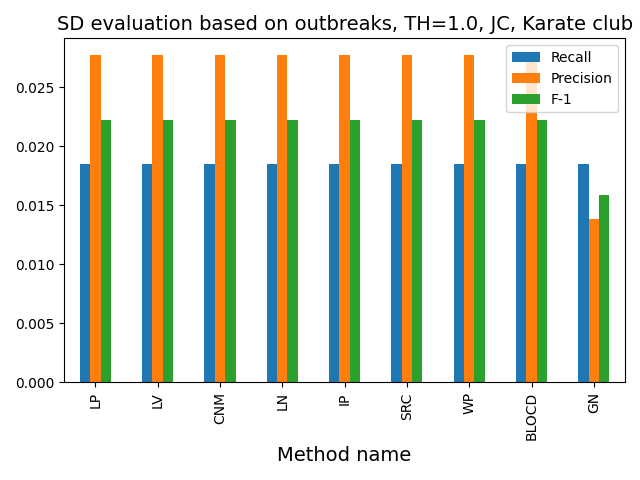 SD evaluation based on outbreaks, TH=1.0, JC, Karate club
Recall
Precision
F-1
0.025
0.020
0.015
0.010
0.005
0.000
LP
LV
CNM
LN
IP
SRC
WP
BLOCD
GN
Method name